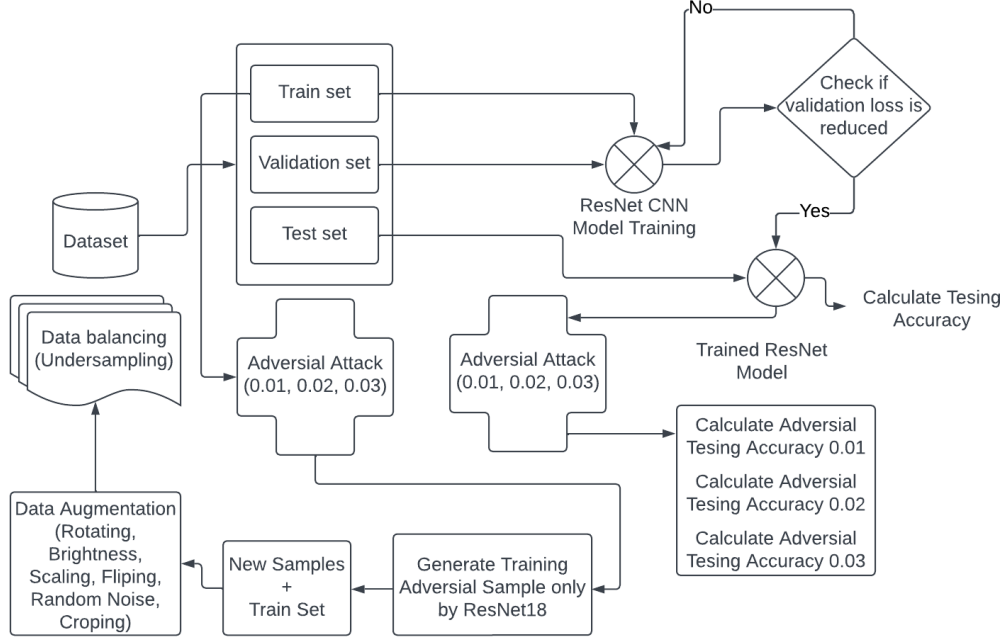 No
Check if
validation loss is
reduced
Train set
Validation set
Test set
ResNet CNN
Model Training
Dataset
Yes
Calculate Tesing
Accuracy
Trained ResNet
Model
Data balancing
(Undersampling)
Adversial Attack
(0.01, 0.02, 0.03)
Adversial Attack
(0.01, 0.02, 0.03)
Calculate Adversial
Tesing Accuracy 0.01
Calculate Adversial
Tesing Accuracy 0.02
Calculate Adversial
Tesing Accuracy 0.03
Data Augmentation
(Rotating,
Brightness,
Scaling, Fliping,
Random Noise,
Croping)
New Samples
+
Train Set
Generate Training
Adversial Sample only
by ResNet18